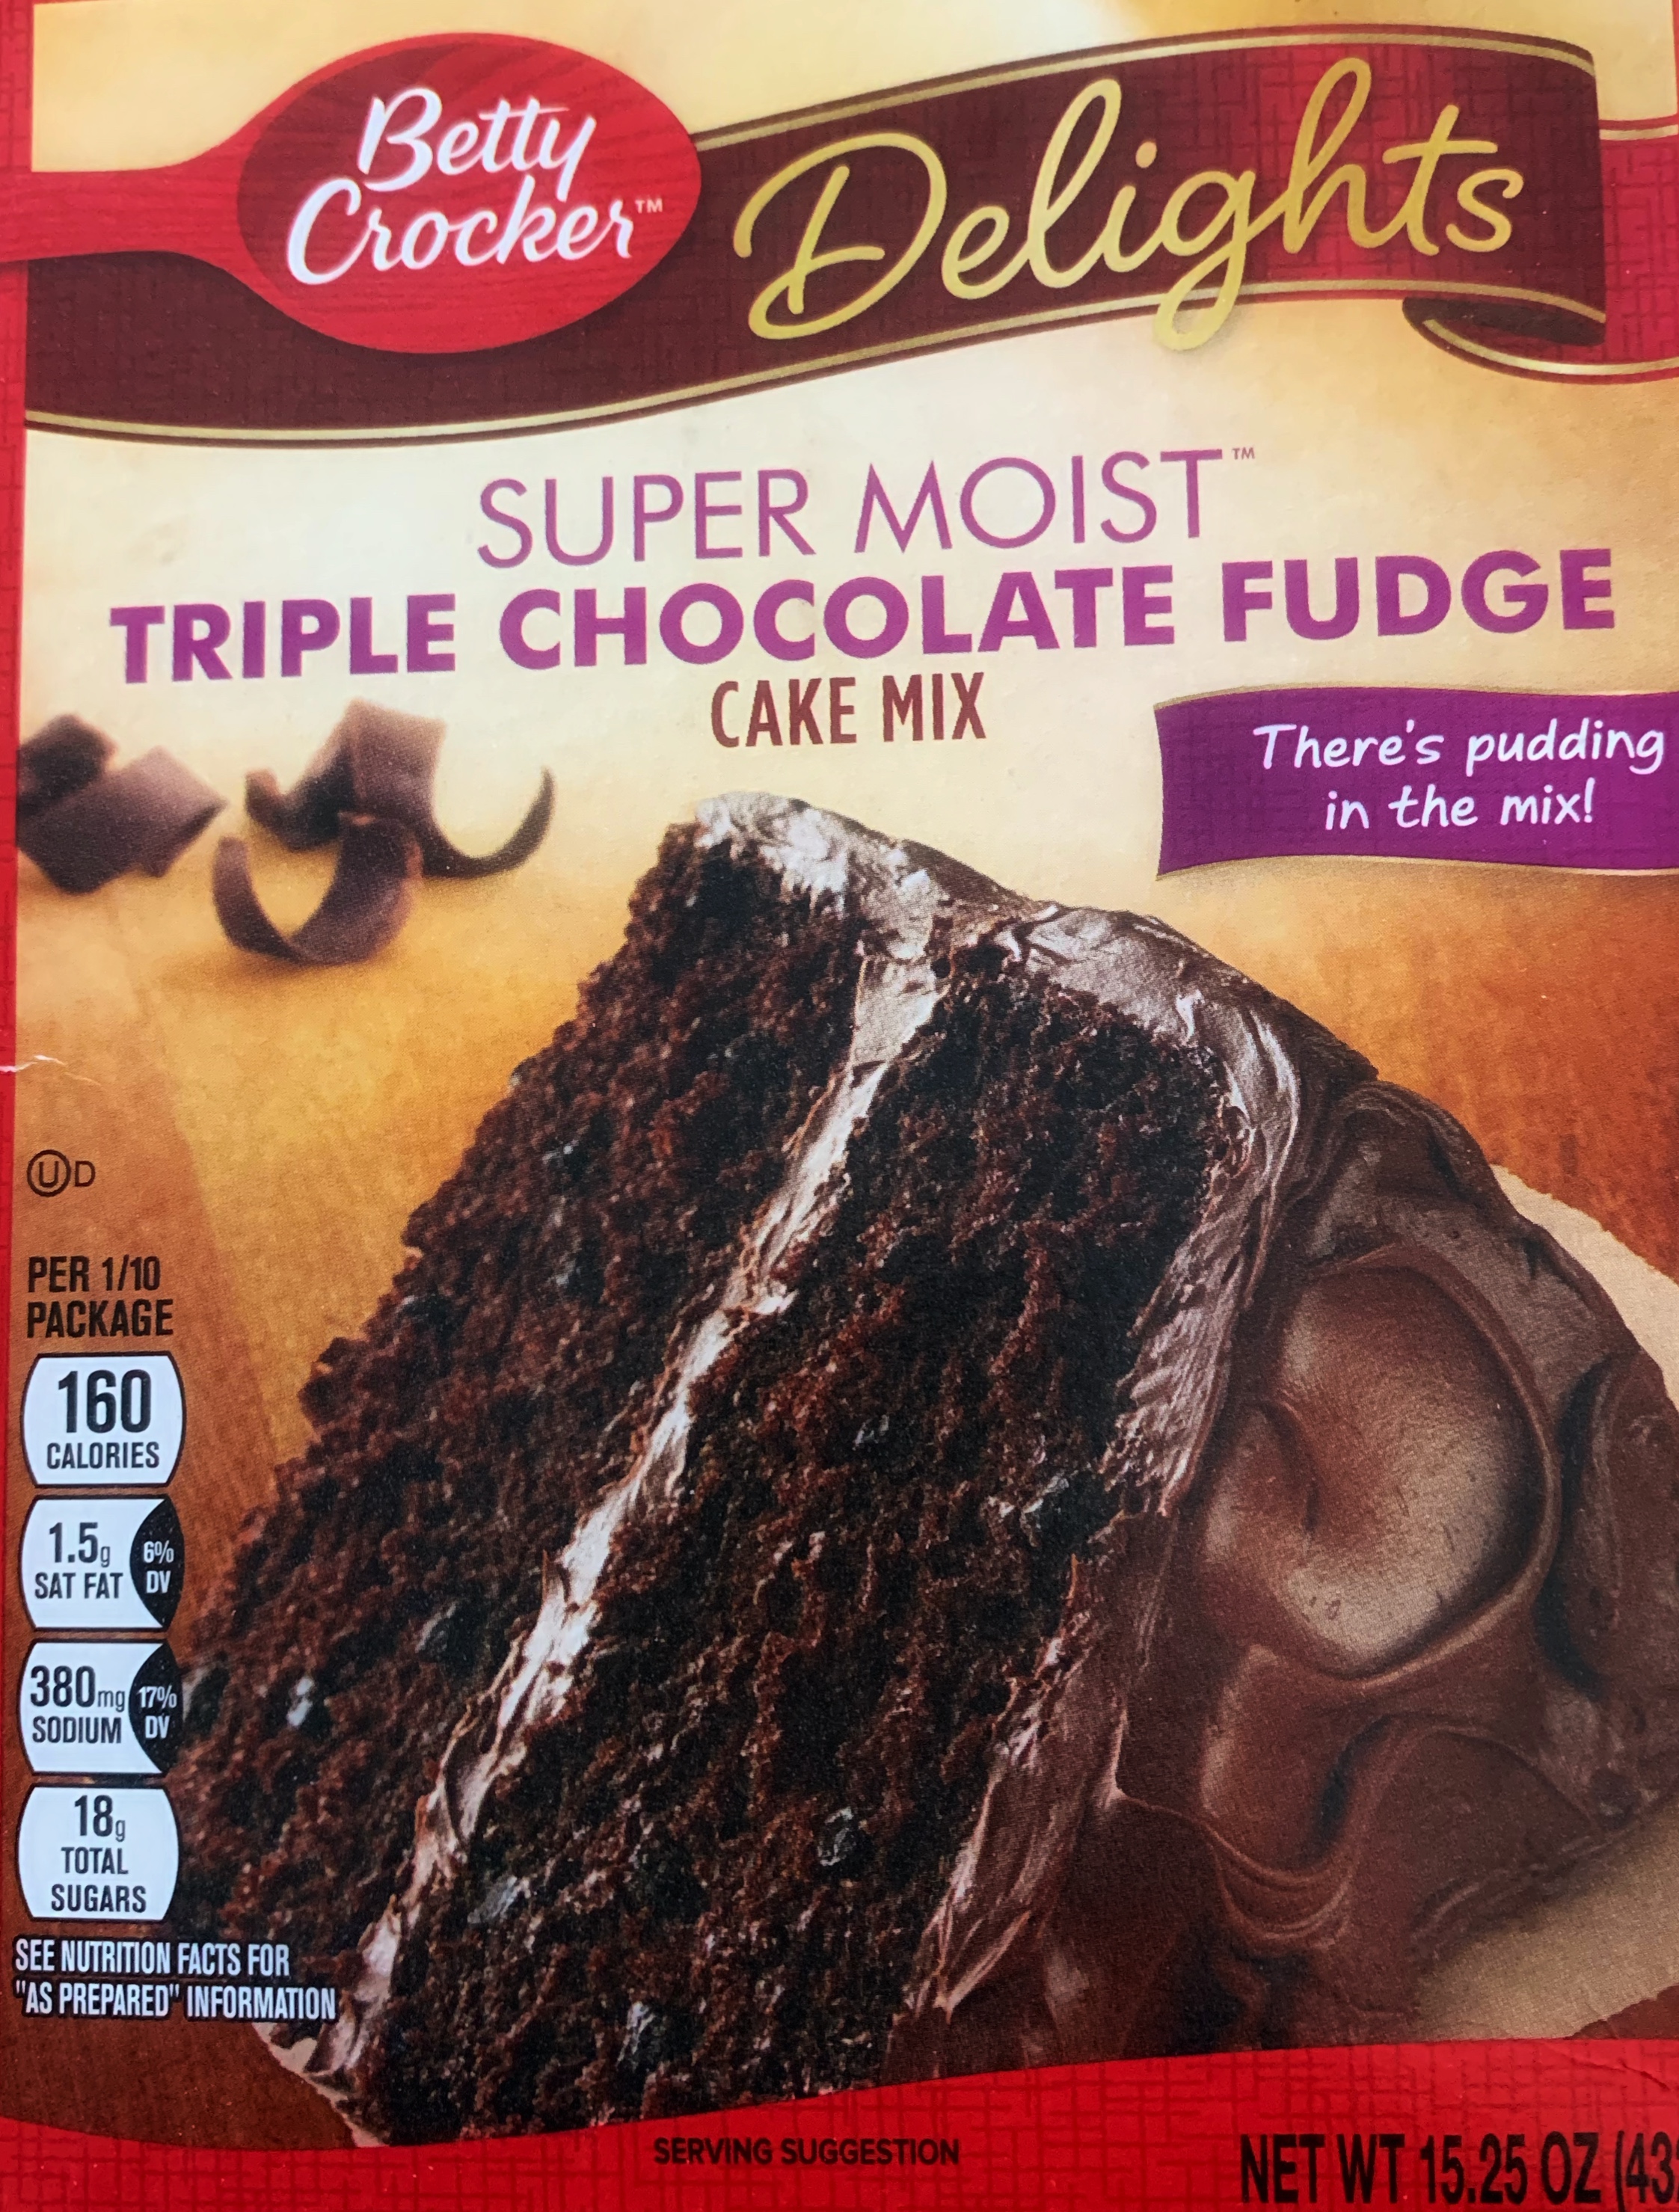 Betty
Crocker™
Delights
SUPER MOIST™
TRIPLE CHOCOLATE FUDGE
CAKE MIX
There's pudding
in the mix!
Ⓤ D
PER 1/10
PACKAGE
160
CALORIES
1.5g 6%
SAT FAT DV
380mg 17%
SODIUM DV
18g
TOTAL
SUGARS
SEE NUTRITION FACTS FOR
"AS PREPARED" INFORMATION
SERVING SUGGESTION
NET WT 15.25 OZ (43